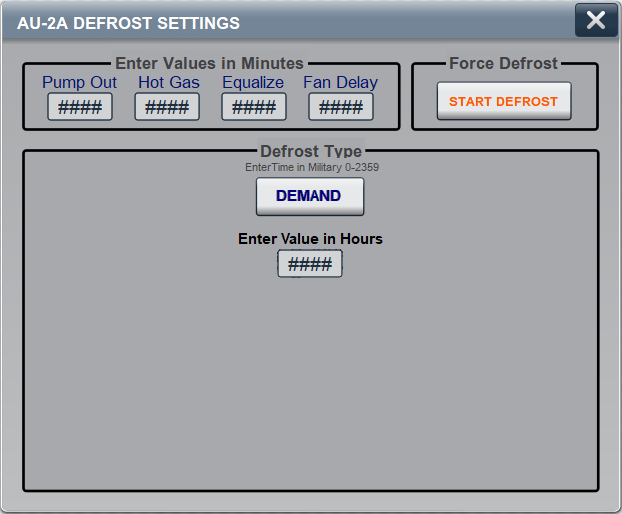 AU-2A DEFROST SETTINGS
Enter Values in Minutes
Pump Out Hot Gas Equalize Fan Delay
#### #### #### ####
Force Defrost
START DEFROST
Defrost Type
EnterTime in Military 0-2359
DEMAND
Enter Value in Hours
####